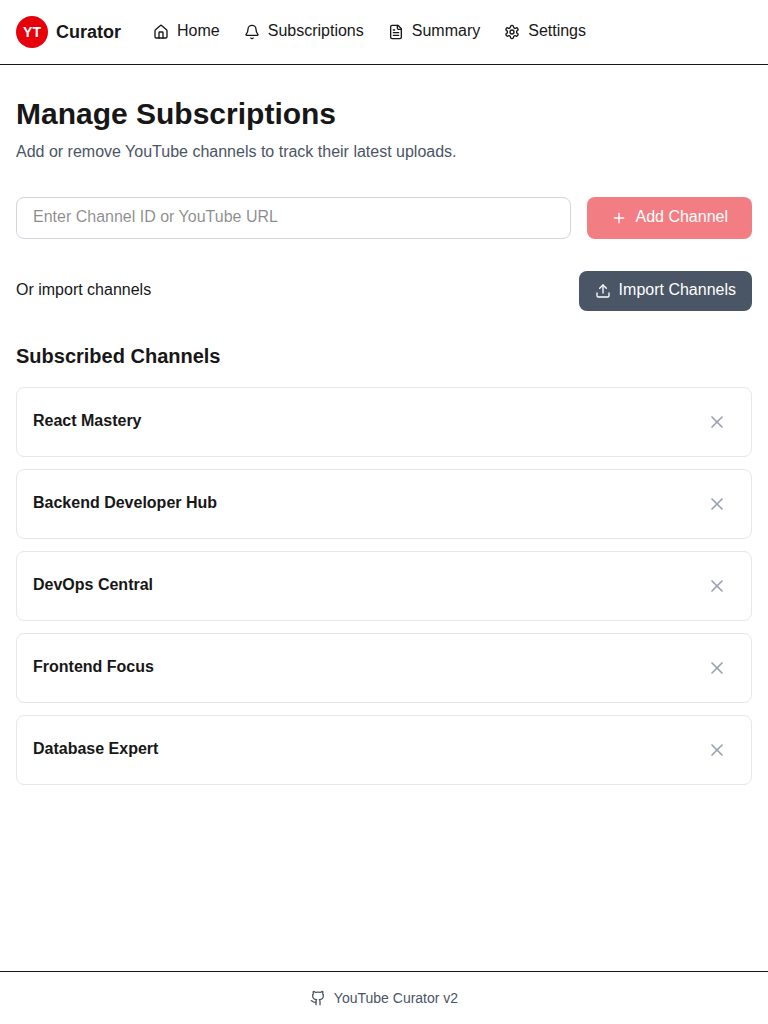 YT Curator Home Subscriptions Summary Settings
Manage Subscriptions
Add or remove YouTube channels to track their latest uploads.
Enter Channel ID or YouTube URL
Add Channel
Or import channels
Import Channels
Subscribed Channels
React Mastery
Backend Developer Hub
DevOps Central
Frontend Focus
Database Expert
YouTube Curator v2